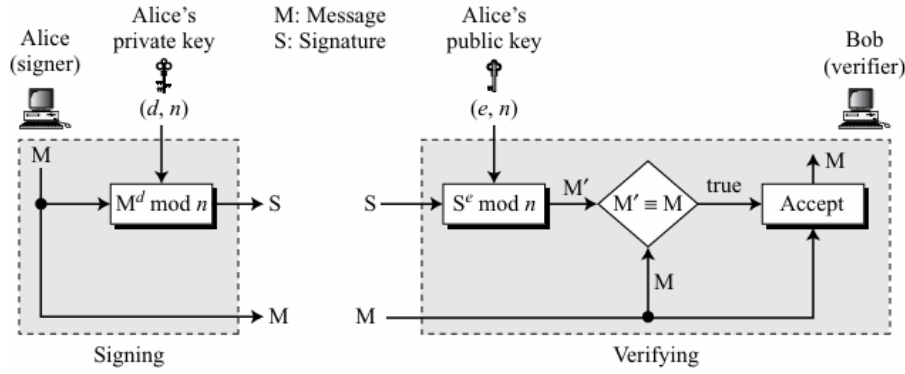 Alice
(signer)
Alice's
private key
M: Message
S: Signature
Alice's
public key
Bob
(verifier)
(d, n)
(e, n)
M
M^d mod n
S
M
Signing
S
S^e mod n
M′
M′ ≡ M
true
Accept
M
M
M
Verifying